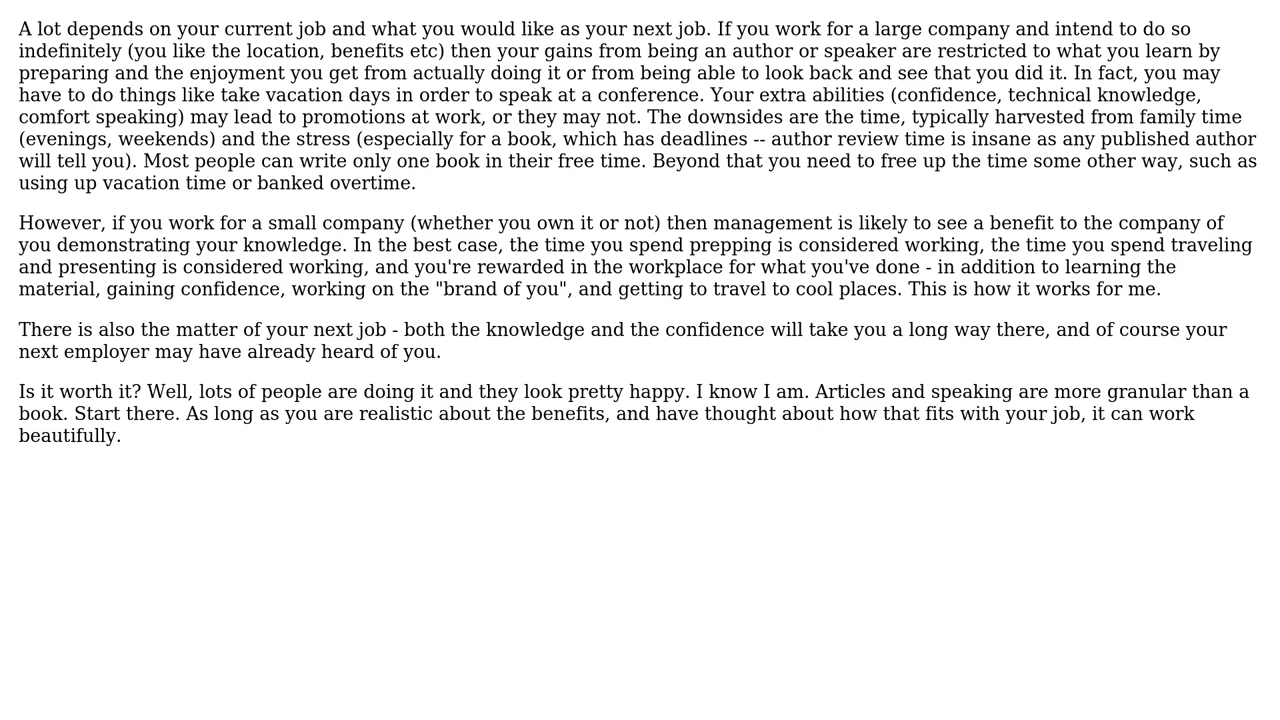 A lot depends on your current job and what you would like as your next job. If you work for a large company and intend to do so
indefinitely (you like the location, benefits etc) then your gains from being an author or speaker are restricted to what you learn by
preparing and the enjoyment you get from actually doing it or from being able to look back and see that you did it. In fact, you may
have to do things like take vacation days in order to speak at a conference. Your extra abilities (confidence, technical knowledge,
comfort speaking) may lead to promotions at work, or they may not. The downsides are the time, typically harvested from family time
(evenings, weekends) and the stress (especially for a book, which has deadlines -- author review time is insane as any published author
will tell you). Most people can write only one book in their free time. Beyond that you need to free up the time some other way, such as
using up vacation time or banked overtime.
However, if you work for a small company (whether you own it or not) then management is likely to see a benefit to the company of
you demonstrating your knowledge. In the best case, the time you spend prepping is considered working, the time you spend traveling
and presenting is considered working, and you're rewarded in the workplace for what you've done - in addition to learning the
material, gaining confidence, working on the "brand of you", and getting to travel to cool places. This is how it works for me.
There is also the matter of your next job - both the knowledge and the confidence will take you a long way there, and of course your
next employer may have already heard of you.
Is it worth it? Well, lots of people are doing it and they look pretty happy. I know I am. Articles and speaking are more granular than a
book. Start there. As long as you are realistic about the benefits, and have thought about how that fits with your job, it can work
beautifully.